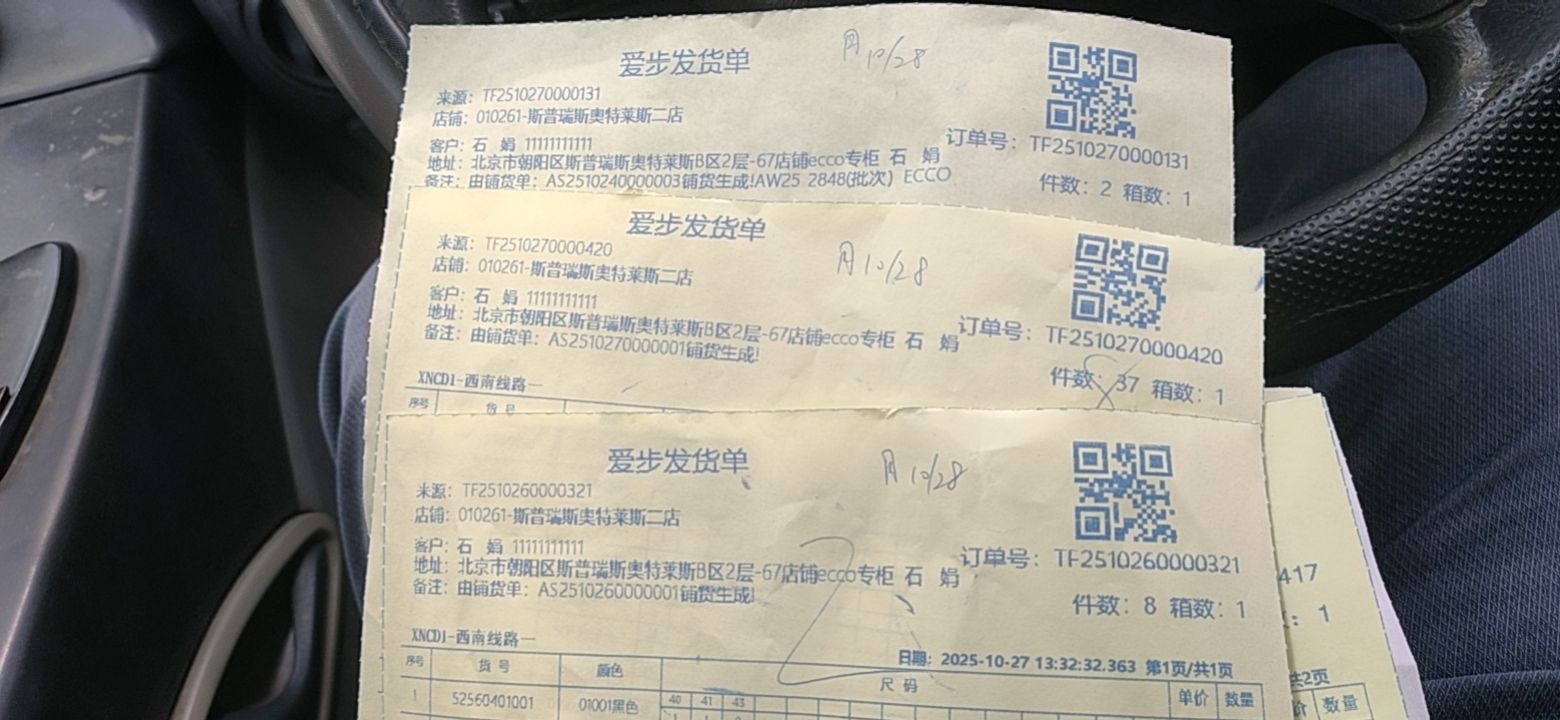 爱步发货单
月10/28
来源：TF2510270000131
店铺：010261-斯普瑞斯奥特莱斯二店
客户：石 娟 11111111111
订单号：TF2510270000131
地址：北京市朝阳区斯普瑞斯奥特莱斯B区2层-67店铺ecco专柜 石 娟
备注：由铺货单：AS2510240000003铺货生成!AW25 2848(批次） ECCO
件数：2 箱数：1
爱步发货单
月10/28
来源：TF2510270000420
店铺：010261-斯普瑞斯奥特莱斯二店
客户：石 娟 11111111111
订单号：TF2510270000420
地址：北京市朝阳区斯普瑞斯奥特莱斯B区2层-67店铺ecco专柜 石 娟
备注：由铺货单：AS2510270000001铺货生成!
件数：37 箱数：1
XNCD1-西南线路一
序号 货 号
爱步发货单
月10/28
来源：TF2510260000321
店铺：010261-斯普瑞斯奥特莱斯二店
客户：石 娟 11111111111
订单号：TF2510260000321
地址：北京市朝阳区斯普瑞斯奥特莱斯B区2层-67店铺ecco专柜 石 娟
备注：由铺货单：AS2510260000001铺货生成!
件数：8 箱数：1
XNCD1-西南线路一
日期：2025-10-27 13:32:32.363 第1页/共1页
序号 货 号 颜色 尺 码 单价 数量
1 52560401001 01001黑色 40 41 43
417
：1
共2页
价 数量